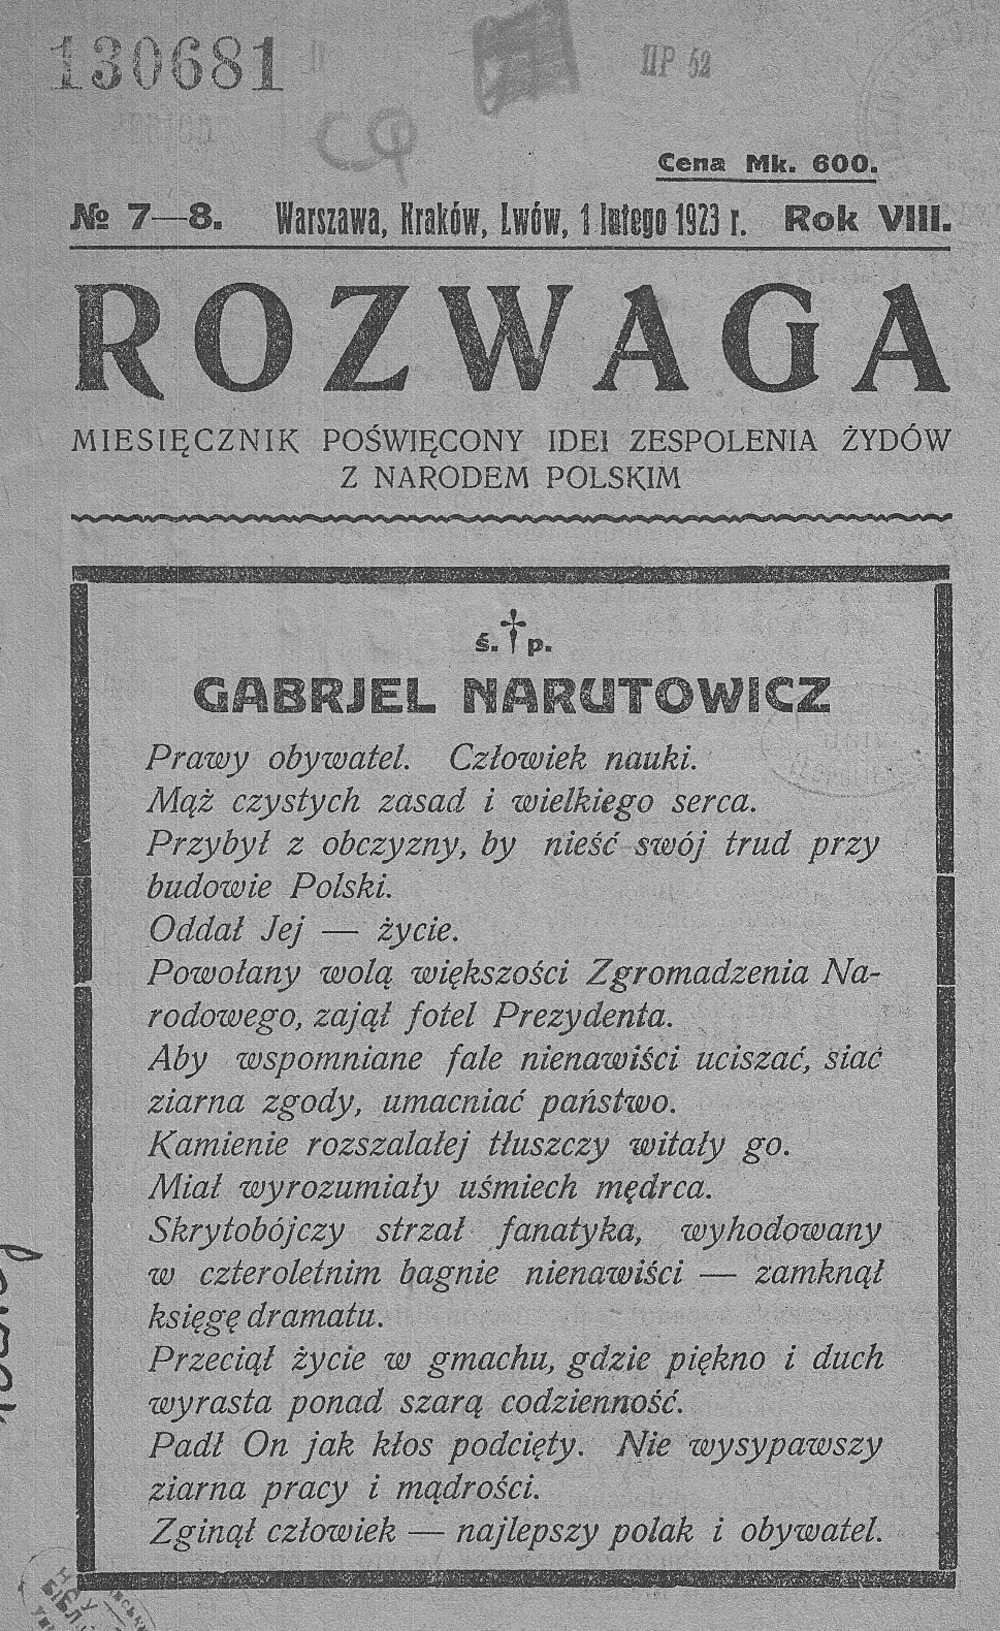 130681
ПР 52
Cena Mk. 600.
№ 7—8. Warszawa, Kraków, Lwów, 1 lutego 1923 r. Rok VIII.
ROZWAGA
MIESIĘCZNIK POŚWIĘCONY IDEI ZESPOLENIA ŻYDÓW
Z NARODEM POLSKIM
ś. † p.
GABRJEL NARUTOWICZ
Prawy obywatel. Człowiek nauki.
Mąż czystych zasad i wielkiego serca.
Przybył z obczyzny, by nieść swój trud przy
budowie Polski.
Oddał Jej — życie.
Powołany wolą większości Zgromadzenia Na-
rodowego, zajął fotel Prezydenta.
Aby wspomniane fale nienawiści uciszać, siać
ziarna zgody, umacniać państwo.
Kamienie rozszalałej tłuszczy witały go.
Miał wyrozumiały uśmiech mędrca.
Skrytobójczy strzał fanatyka, wyhodowany
w czteroletnim bagnie nienawiści — zamknął
księgę dramatu.
Przeciął życie w gmachu, gdzie piękno i duch
wyrasta ponad szarą codzienność.
Padł On jak kłos podcięty. Nie wysypawszy
ziarna pracy i mądrości.
Zginął człowiek — najlepszy polak i obywatel.